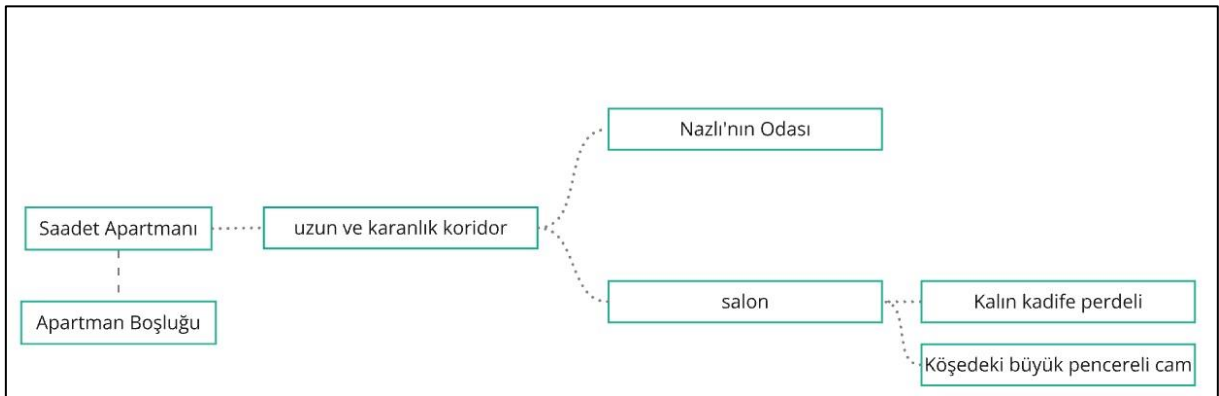 Nazlı'nın Odası
Saadet Apartmanı
uzun ve karanlık koridor
salon
Kalın kadife perdeli
Apartman Boşluğu
Köşedeki büyük pencereli cam